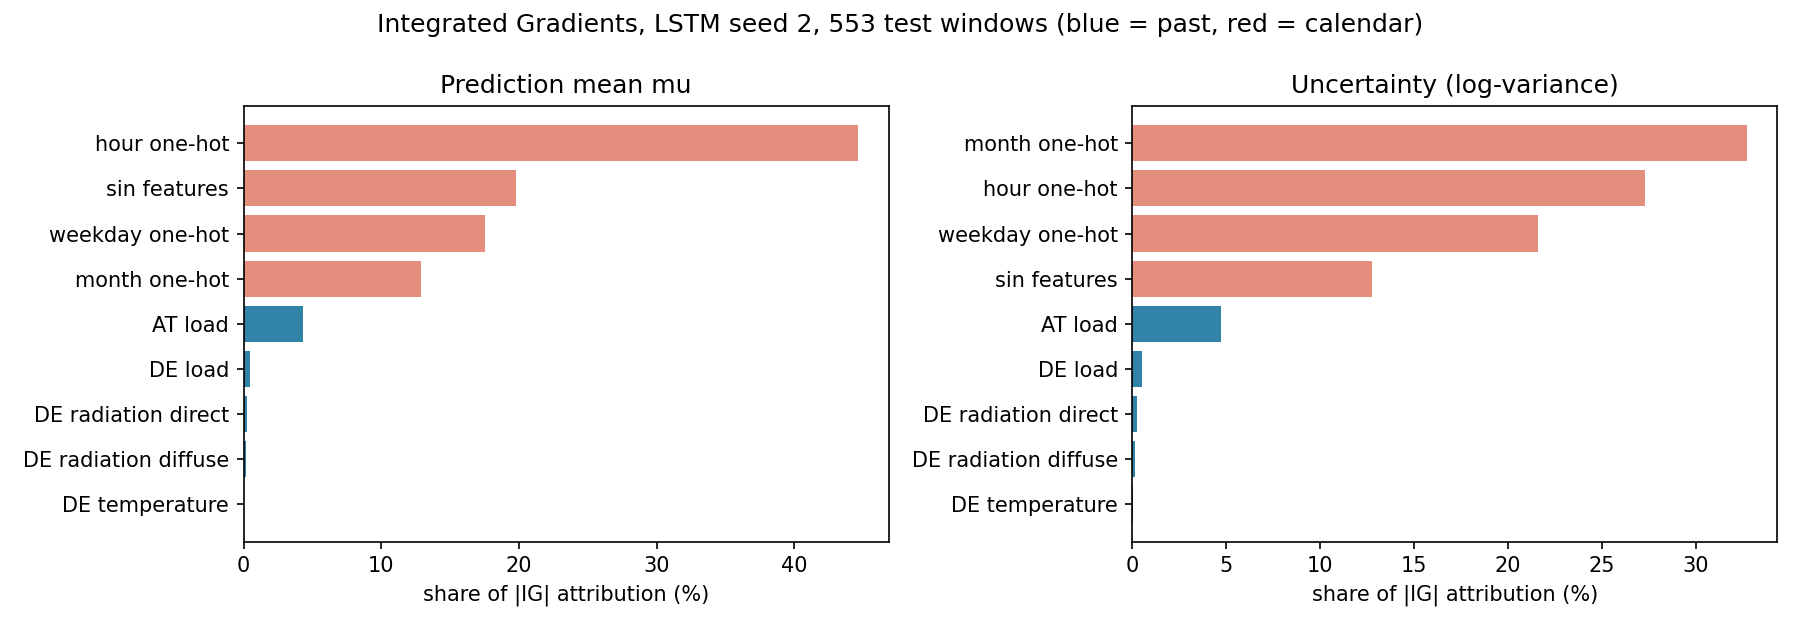 Integrated Gradients, LSTM seed 2, 553 test windows (blue = past, red = calendar)
Prediction mean mu
hour one-hot
sin features
weekday one-hot
month one-hot
AT load
DE load
DE radiation direct
DE radiation diffuse
DE temperature
0 10 20 30 40
share of |IG| attribution (%)
Uncertainty (log-variance)
month one-hot
hour one-hot
weekday one-hot
sin features
AT load
DE load
DE radiation direct
DE radiation diffuse
DE temperature
0 5 10 15 20 25 30
share of |IG| attribution (%)